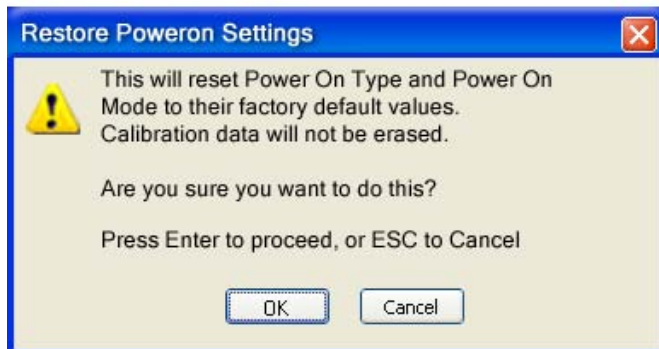 Restore Poweron Settings
This will reset Power On Type and Power On
Mode to their factory default values.
Calibration data will not be erased.
Are you sure you want to do this?
Press Enter to proceed, or ESC to Cancel
OK
Cancel